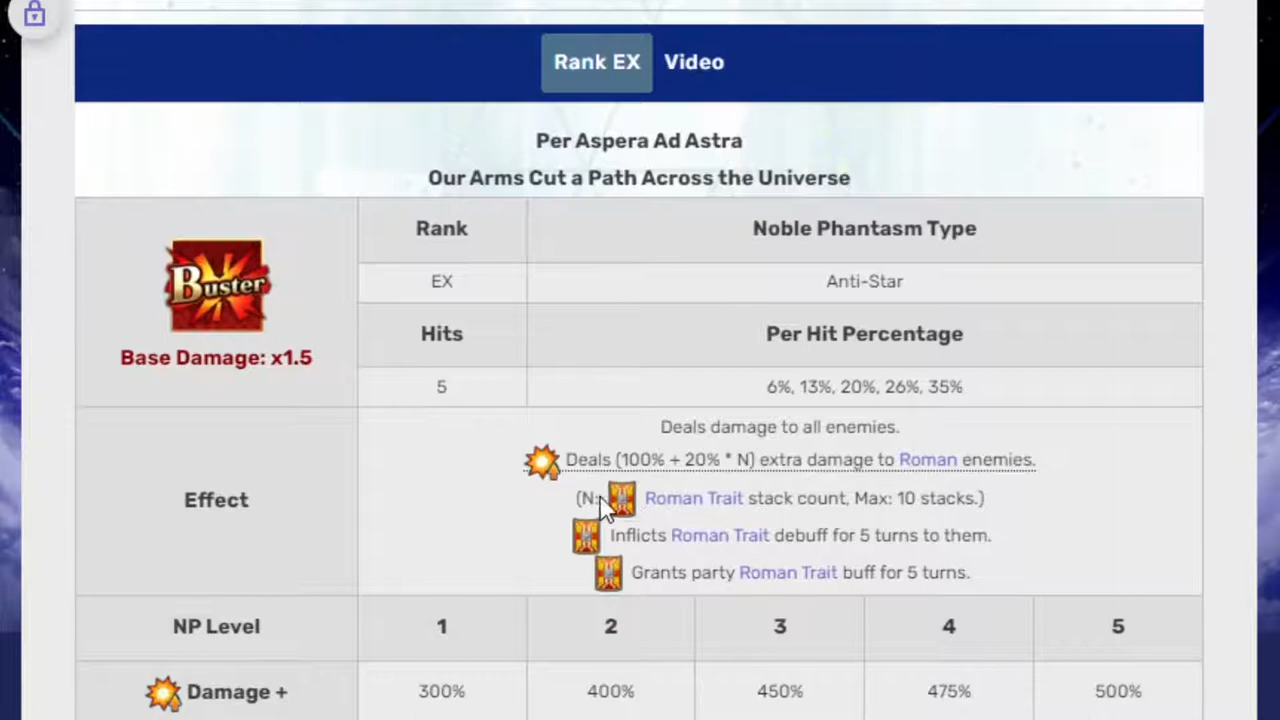 Rank EX Video
Per Aspera Ad Astra
Our Arms Cut a Path Across the Universe
Buster
Base Damage: x1.5
Rank Noble Phantasm Type
EX Anti-Star
Hits Per Hit Percentage
5 6%, 13%, 20%, 26%, 35%
Effect
Deals damage to all enemies.
Deals (100% + 20% * N) extra damage to Roman enemies.
(N: Roman Trait stack count, Max: 10 stacks.)
Inflicts Roman Trait debuff for 5 turns to them.
Grants party Roman Trait buff for 5 turns.
NP Level 1 2 3 4 5
Damage + 300% 400% 450% 475% 500%